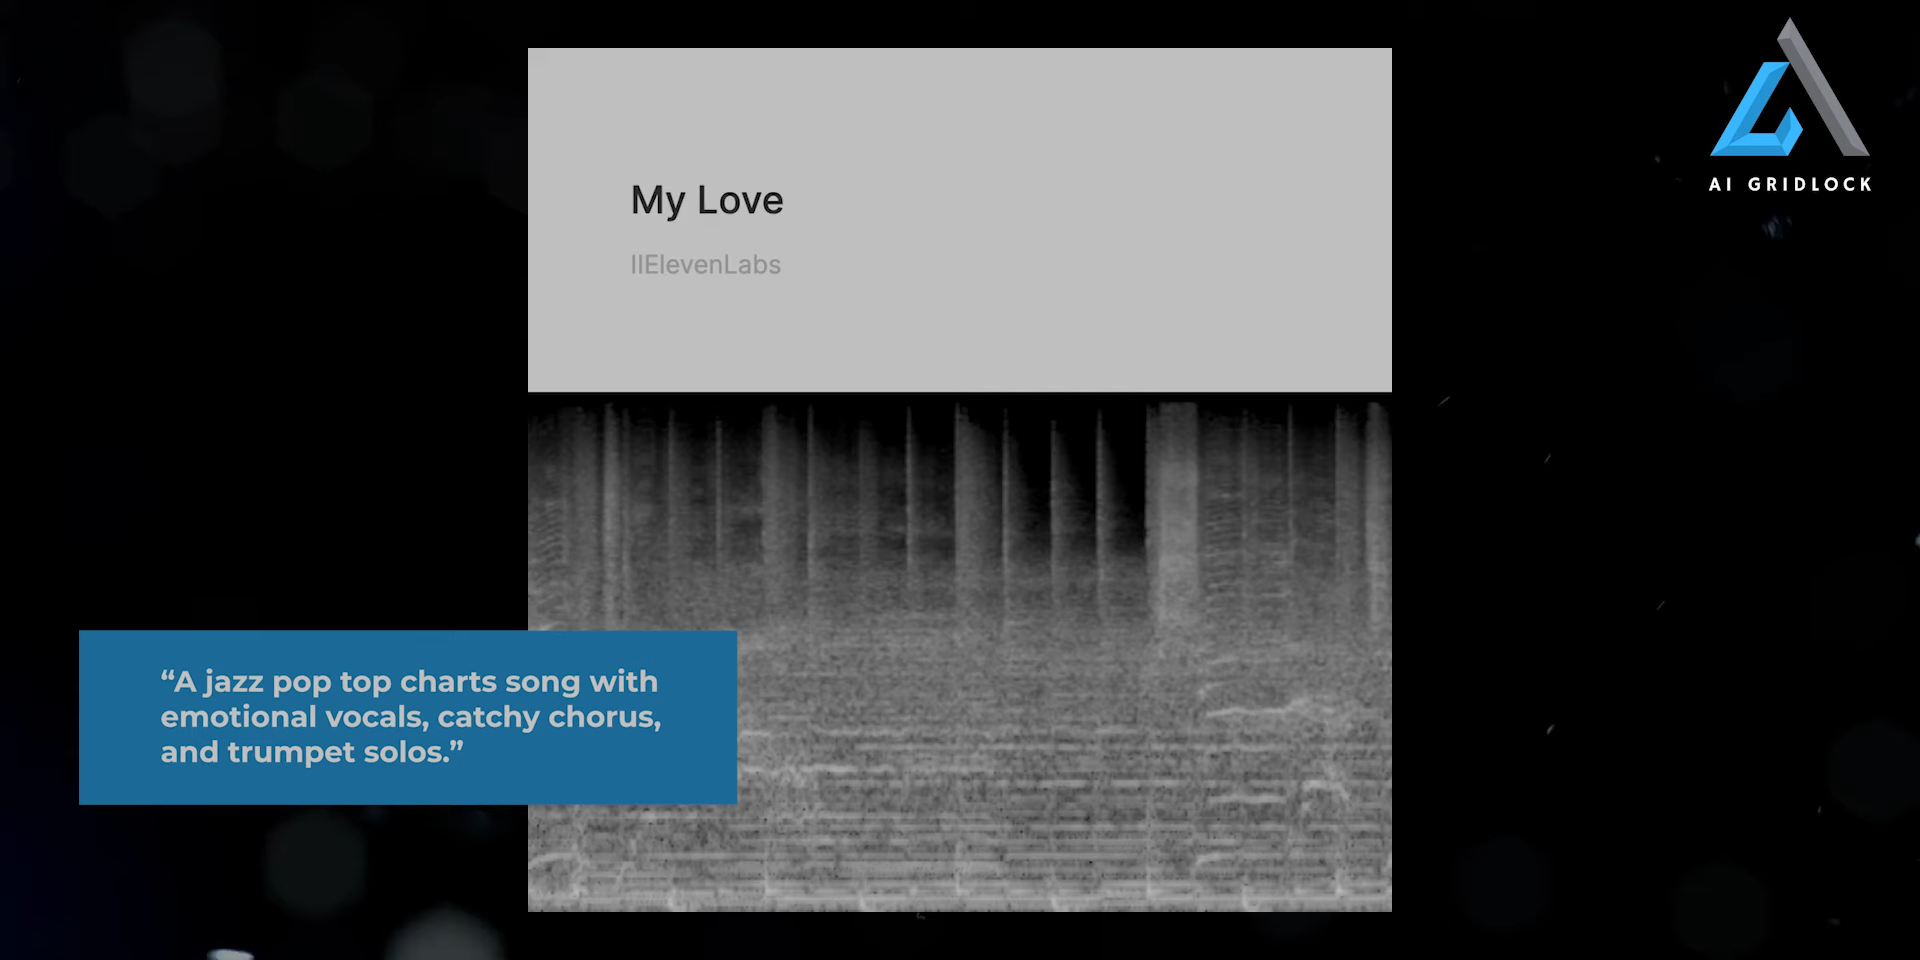 AI GRIDLOCK
My Love
IIElevenLabs
“A jazz pop top charts song with
emotional vocals, catchy chorus,
and trumpet solos.”